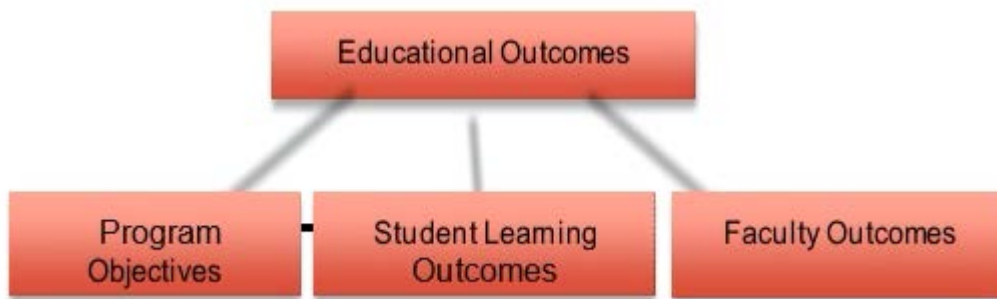 Educational Outcomes
Program
Objectives
Student Learning
Outcomes
Faculty Outcomes